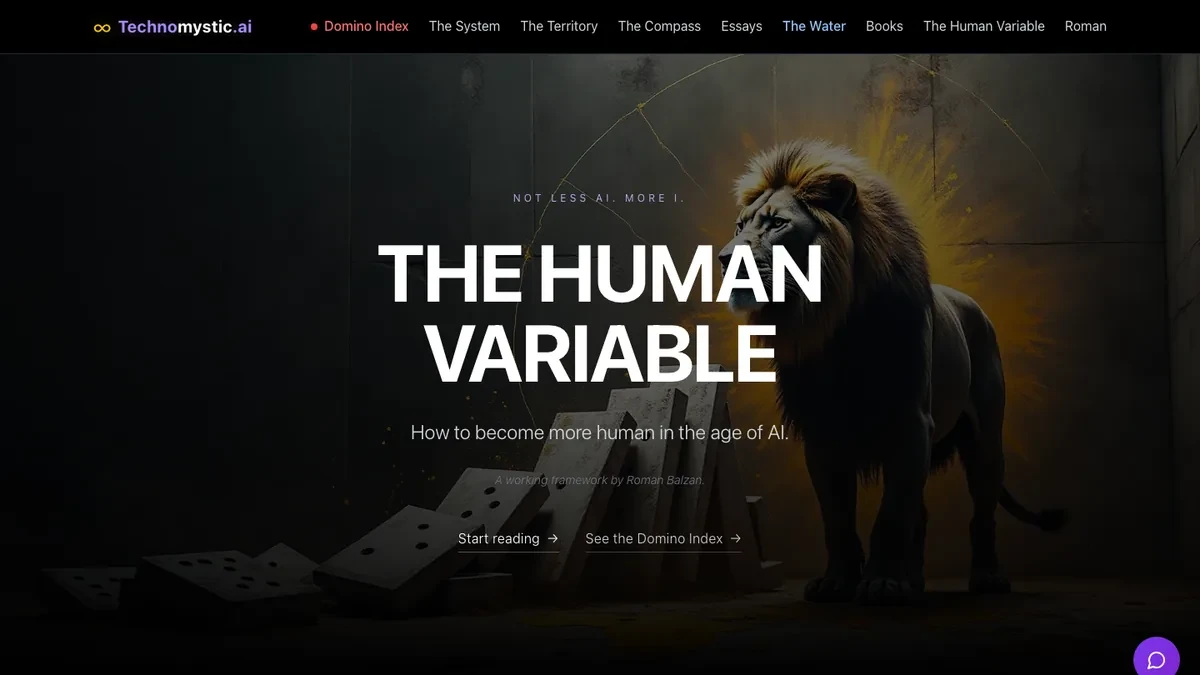 Technomystic.ai
Domino Index
The System
The Territory
The Compass
Essays
The Water
Books
The Human Variable
Roman
NOT LESS AI. MORE I.
THE HUMAN
VARIABLE
How to become more human in the age of AI.
A working framework by Roman Balzan.
Start reading →
See the Domino Index →